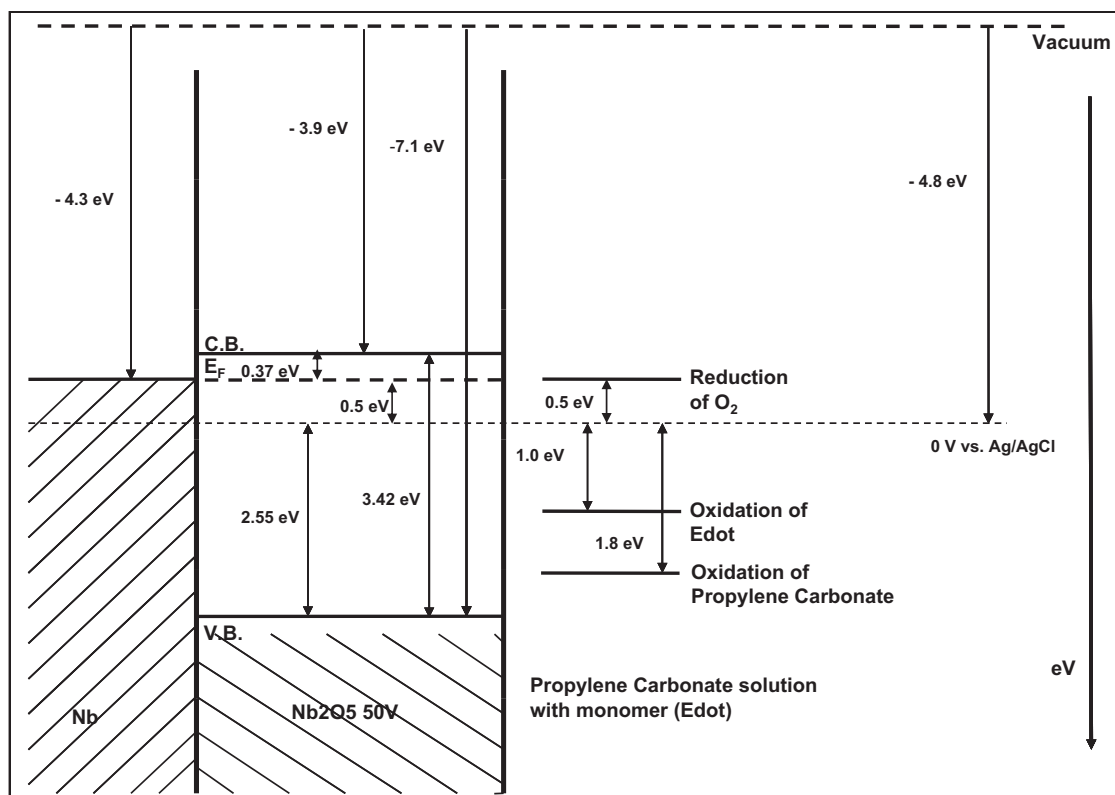 Vacuum
- 3.9 eV
-7.1 eV
- 4.3 eV
- 4.8 eV
C.B.
E_F 0.37 eV
0.5 eV
0.5 eV
Reduction
of O₂
0 V vs. Ag/AgCl
1.0 eV
2.55 eV
3.42 eV
Oxidation of
Edot
1.8 eV
Oxidation of
Propylene Carbonate
V.B.
eV
Propylene Carbonate solution
with monomer (Edot)
Nb
Nb2O5 50V